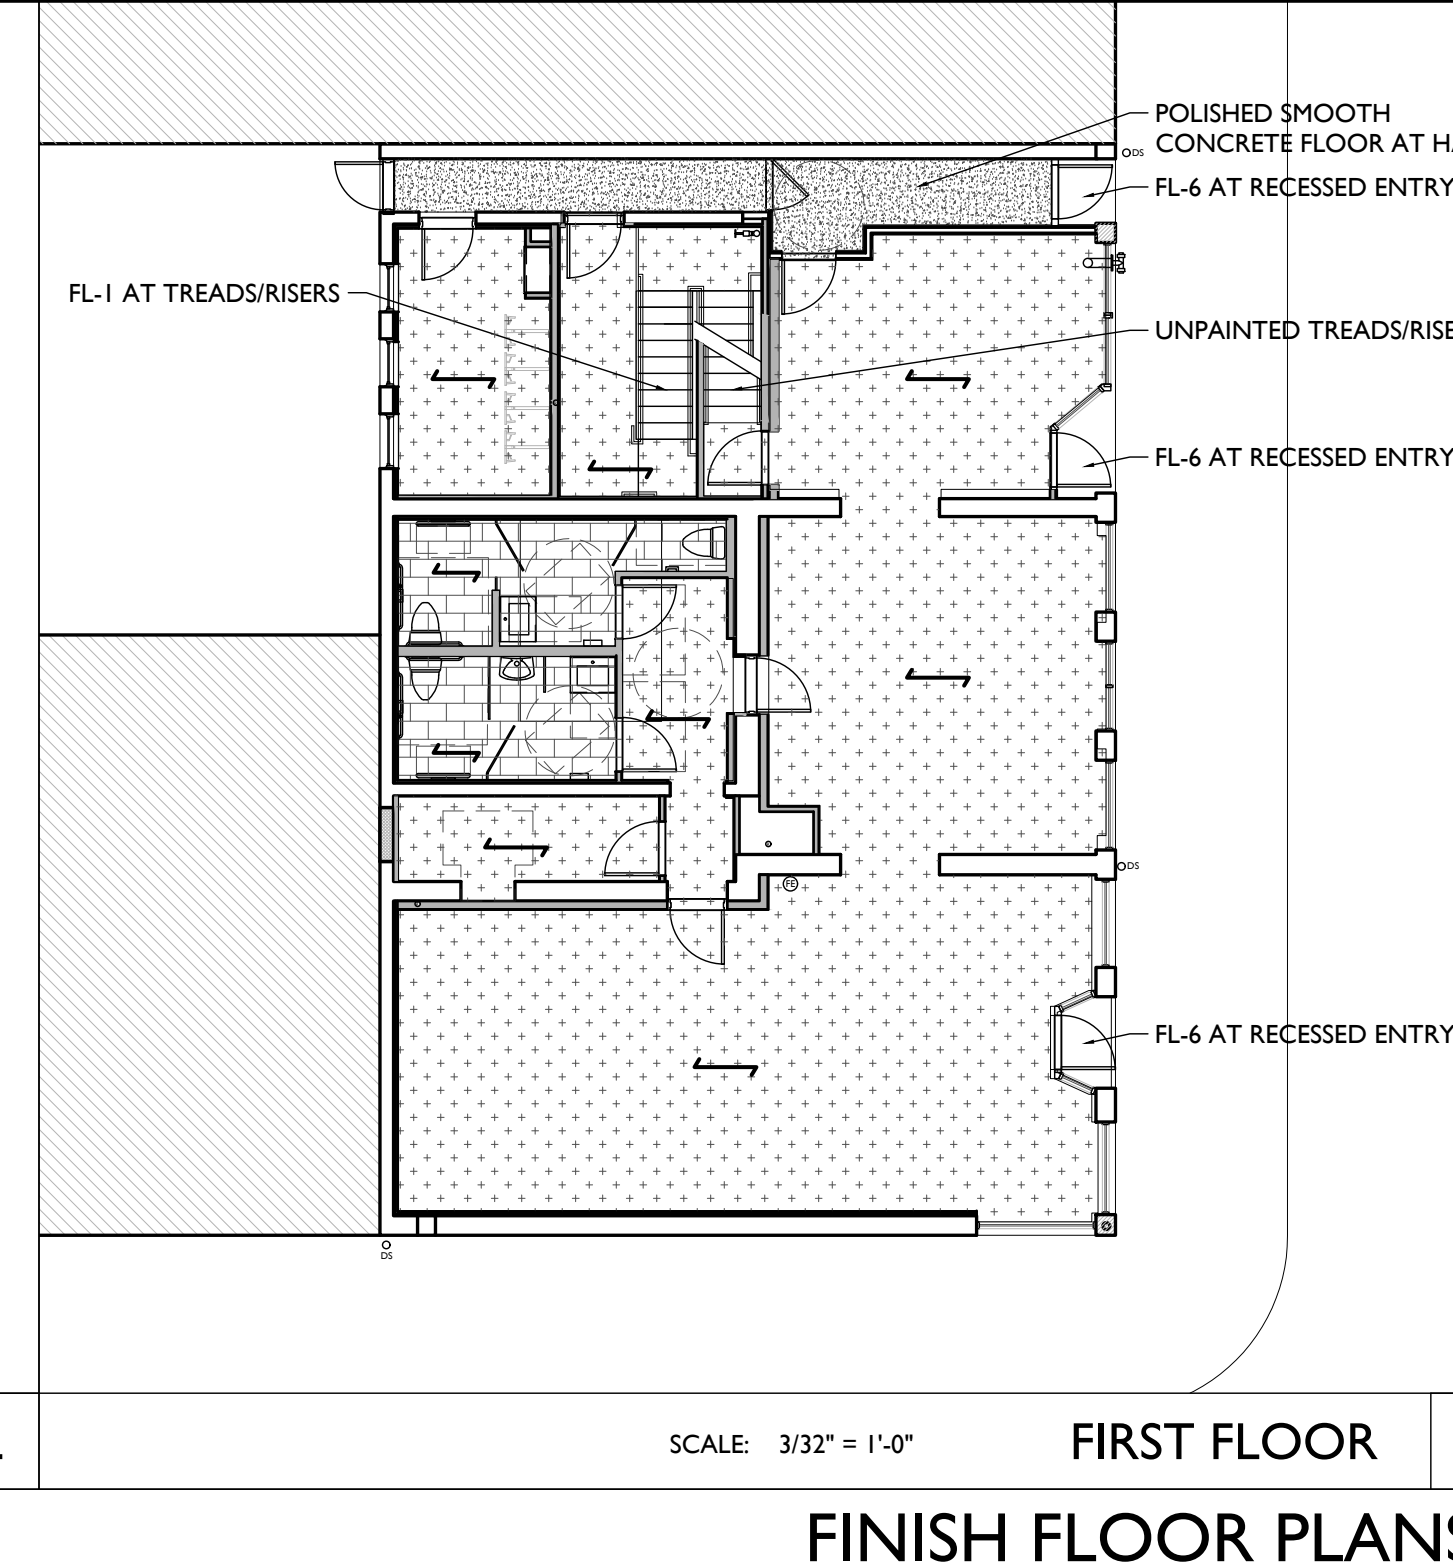 POLISHED SMOOTH
DS
CONCRETE FLOOR AT HA
FL-6 AT RECESSED ENTRY
FL-1 AT TREADS/RISERS
UNPAINTED TREADS/RISE
FL-6 AT RECESSED ENTRY
DS
FE
FL-6 AT RECESSED ENTRY
DS
SCALE: 3/32" = 1'-0"
FIRST FLOOR
FINISH FLOOR PLANS